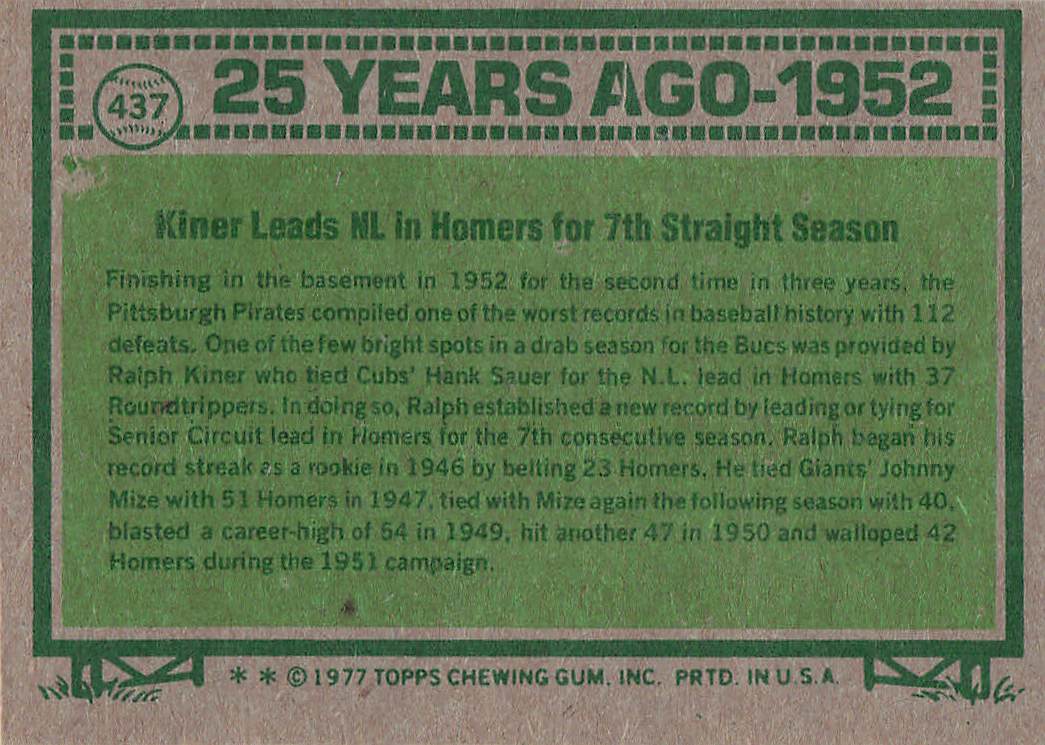 437
25 YEARS AGO-1952
Kiner Leads NL in Homers for 7th Straight Season
Finishing in the basement in 1952 for the second time in three years, the
Pittsburgh Pirates compiled one of the worst records in baseball history with 112
defeats. One of the few bright spots in a drab season for the Bucs was provided by
Ralph Kiner who tied Cubs' Hank Sauer for the N.L. lead in Homers with 37
Roundtrippers. In doing so, Ralph established a new record by leading or tying for
Senior Circuit lead in Homers for the 7th consecutive season. Ralph began his
record streak as a rookie in 1946 by belting 23 Homers. He tied Giants' Johnny
Mize with 51 Homers in 1947, tied with Mize again the following season with 40,
blasted a career-high of 54 in 1949, hit another 47 in 1950 and walloped 42
Homers during the 1951 campaign.
* * © 1977 TOPPS CHEWING GUM, INC. PRTD. IN U.S.A.